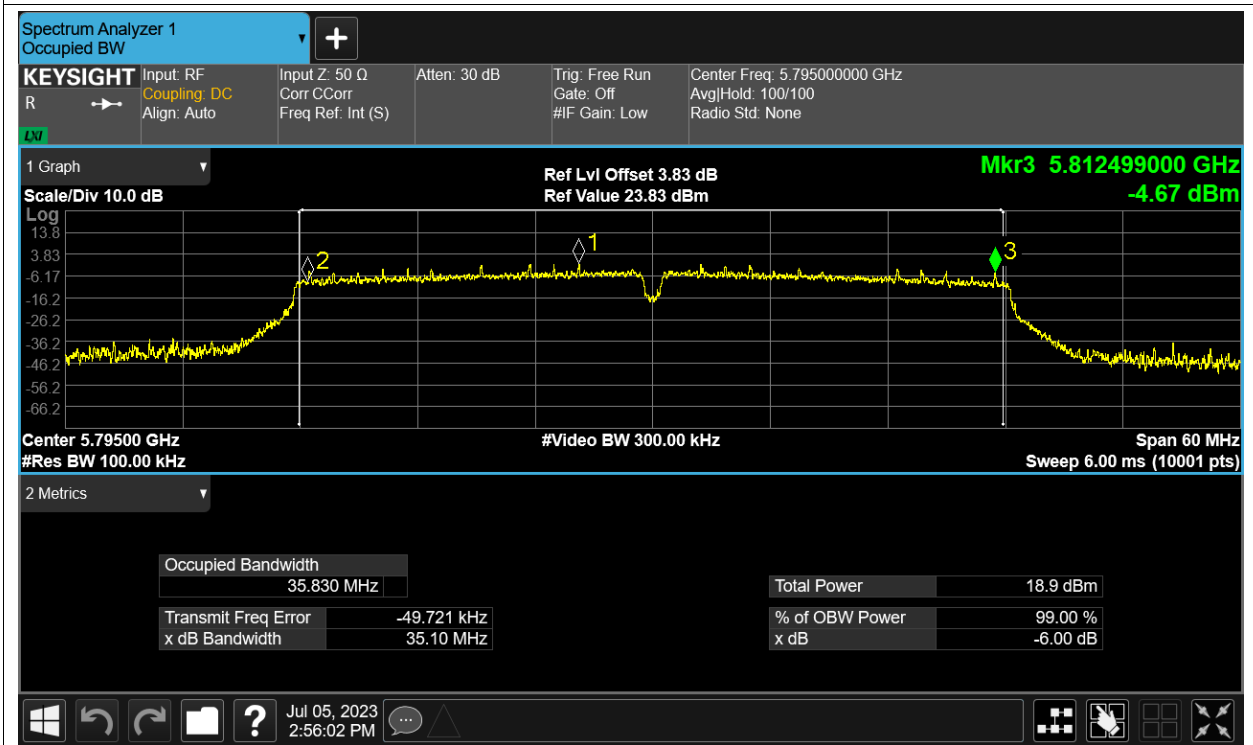 Spectrum Analyzer 1
Occupied BW
KEYSIGHT
R
LXI
Input: RF
Coupling: DC
Align: Auto
Input Z: 50 Ω
Corr CCorr
Freq Ref: Int (S)
Atten: 30 dB
Trig: Free Run
Gate: Off
#IF Gain: Low
Center Freq: 5.795000000 GHz
Avg|Hold: 100/100
Radio Std: None
1 Graph
Scale/Div 10.0 dB
Ref Lvl Offset 3.83 dB
Ref Value 23.83 dBm
Mkr3 5.812499000 GHz
-4.67 dBm
Log
13.8
3.83
-6.17
-16.2
-26.2
-36.2
-46.2
-56.2
-66.2
2
1
3
Center 5.79500 GHz
#Res BW 100.00 kHz
#Video BW 300.00 kHz
Span 60 MHz
Sweep 6.00 ms (10001 pts)
2 Metrics
Occupied Bandwidth
35.830 MHz
Transmit Freq Error -49.721 kHz
x dB Bandwidth 35.10 MHz
Total Power 18.9 dBm
% of OBW Power 99.00 %
x dB -6.00 dB
?
Jul 05, 2023
2:56:02 PM